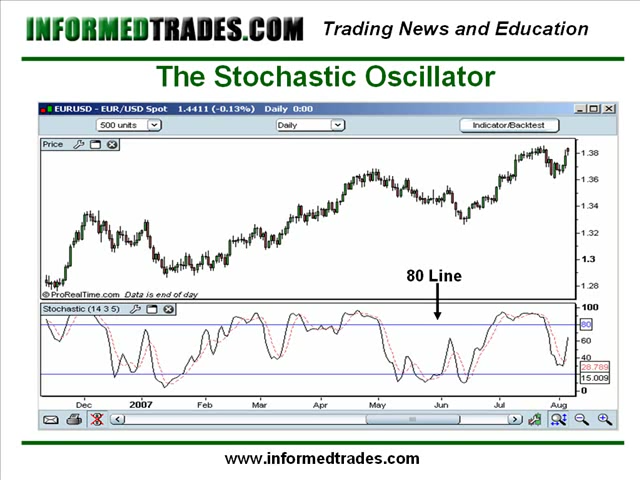 INFORMEDTRADES.COM Trading News and Education
The Stochastic Oscillator
EURUSD - EUR/USD Spot 1.4411 (-0.13%) Daily 0:00
500 units Daily Indicator/Backtest
Price
1.38
1.36
1.34
1.32
1.3
1.28
80 Line
© ProRealTime.com Data is end of day
Stochastic (14 3 5)
100
80
60
40
28.789
15.009
0
Dec 2007 Feb Mar Apr May Jun Jul Aug
www.informedtrades.com